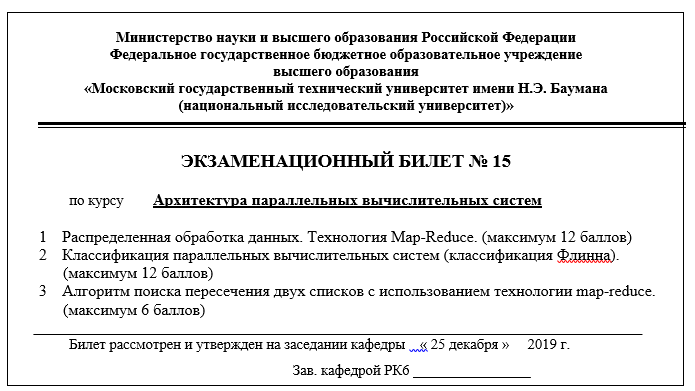 Министерство науки и высшего образования Российской Федерации
Федеральное государственное бюджетное образовательное учреждение
высшего образования
«Московский государственный технический университет имени Н.Э. Баумана
(национальный исследовательский университет)»
ЭКЗАМЕНАЦИОННЫЙ БИЛЕТ № 15
по курсу Архитектура параллельных вычислительных систем
1 Распределенная обработка данных. Технология Map-Reduce. (максимум 12 баллов)
2 Классификация параллельных вычислительных систем (классификация Флинна).
(максимум 12 баллов)
3 Алгоритм поиска пересечения двух списков с использованием технологии map-reduce.
(максимум 6 баллов)
Билет рассмотрен и утвержден на заседании кафедры « 25 декабря » 2019 г.
Зав. кафедрой РК6 ________________